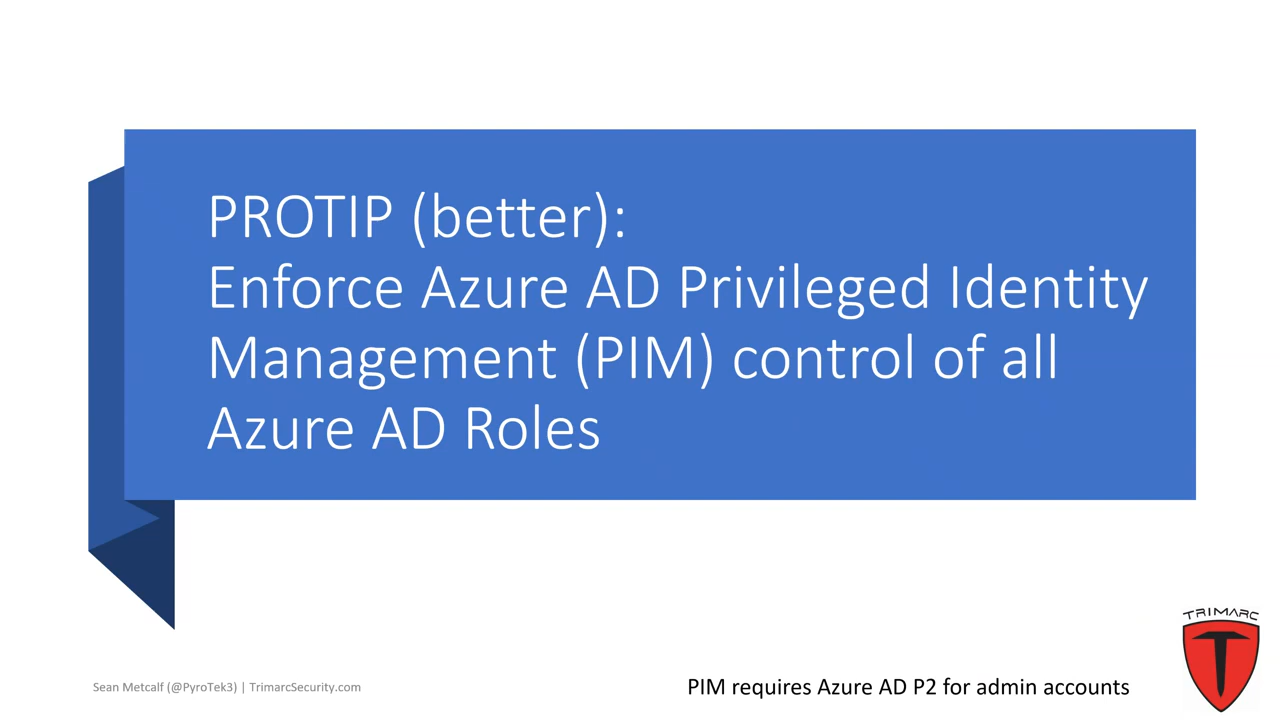 PROTIP (better):
Enforce Azure AD Privileged Identity
Management (PIM) control of all
Azure AD Roles
TRIMARC
Sean Metcalf (@PyroTek3) | TrimarcSecurity.com
PIM requires Azure AD P2 for admin accounts